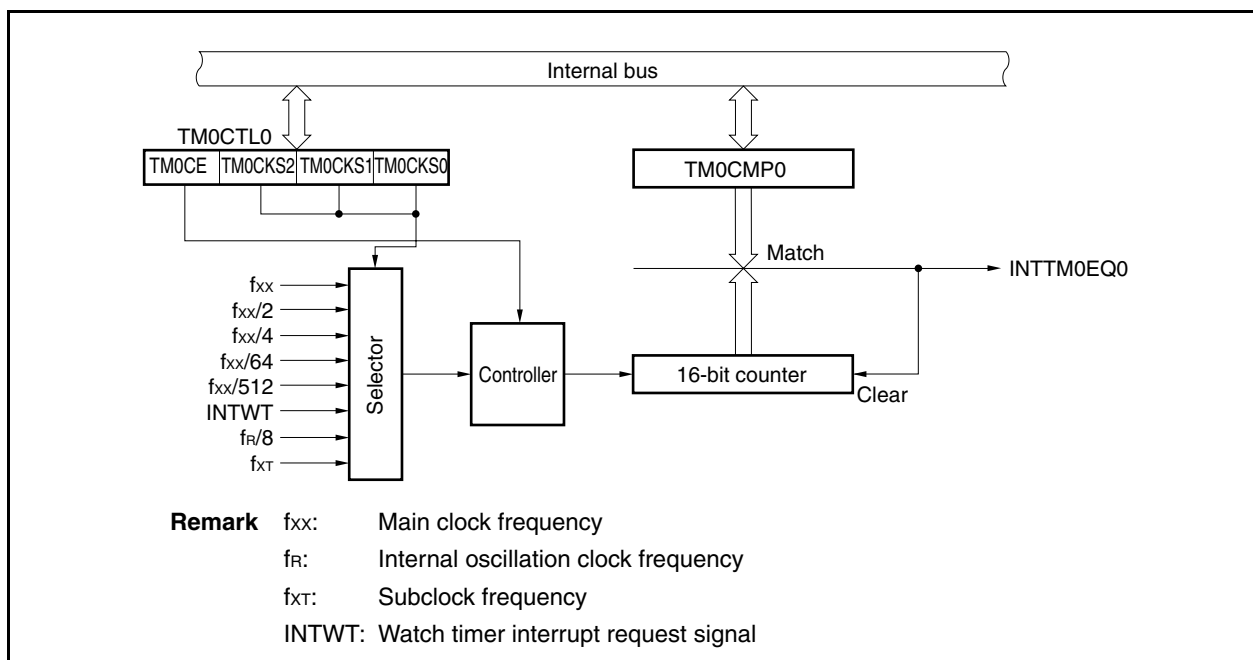 Internal bus
TM0CTL0
TM0CE TM0CKS2 TM0CKS1 TM0CKS0
TM0CMP0
Match
INTTM0EQ0
fXX
fXX/2
fXX/4
fXX/64
fXX/512
INTWT
fR/8
fXT
Selector
Controller
16-bit counter
Clear
Remark fXX: Main clock frequency
fR: Internal oscillation clock frequency
fXT: Subclock frequency
INTWT: Watch timer interrupt request signal